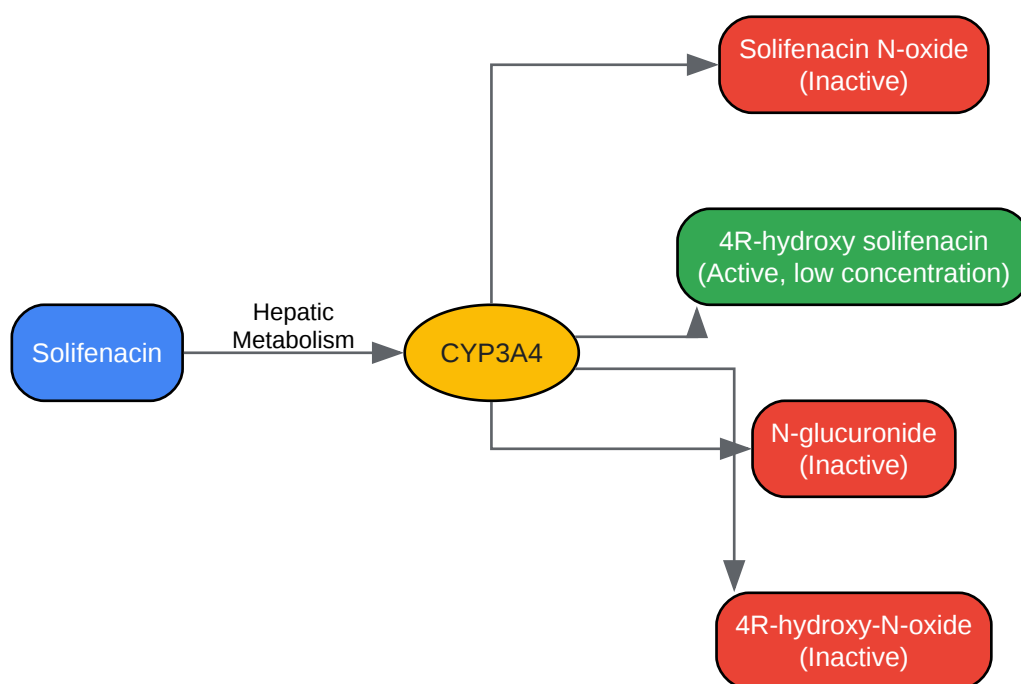 Solifenacin N-oxide
(Inactive)
4R-hydroxy solifenacin
(Active, low concentration)
Hepatic
Metabolism
Solifenacin
CYP3A4
N-glucuronide
(Inactive)
4R-hydroxy-N-oxide
(Inactive)